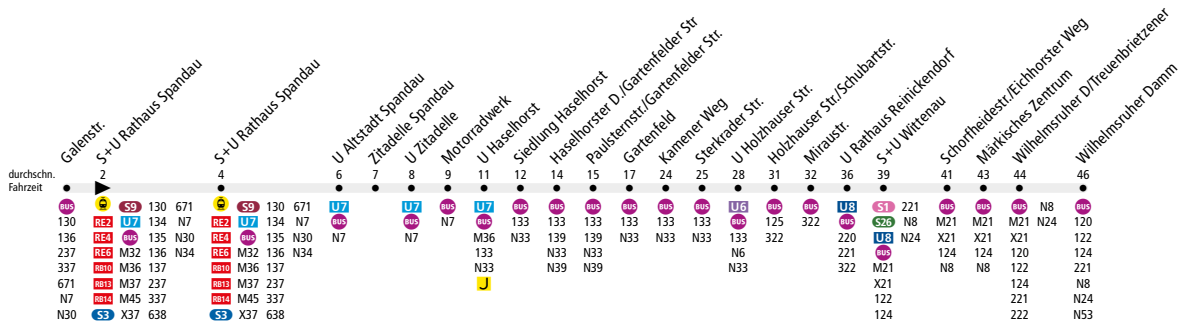 Galenstr.
S+U Rathaus Spandau
S+U Rathaus Spandau
U Altstadt Spandau
Zitadelle Spandau
U Zitadelle
Motorradwerk
U Haselhorst
Siedlung Haselhorst
Haselhorster D./Gartenfelder Str
Paulsternstr./Gartenfelder Str.
Gartenfeld
Kamener Weg
Sterkrader Str.
U Holzhauser Str.
Holzhauser Str./Schubartstr.
Miraustr.
U Rathaus Reinickendorf
S+U Wittenau
Schorfheidestr./Eichhorster Weg
Märkisches Zentrum
Wilhelmsruher D/Treuenbrietzener
Wilhelmsruher Damm
durchschn. 2 4 6 7 8 9 11 12 14 15 17 24 25 28 31 32 36 39 41 43 44 46
Fahrzeit
BUS S9 130 671 S9 130 671 U7 U7 BUS U7 BUS BUS BUS BUS BUS BUS U6 BUS BUS U8 S1 221 BUS BUS BUS N8 BUS
130 RE2 U7 134 N7 RE2 U7 134 N7 BUS BUS N7 BUS 133 133 133 133 133 133 BUS 133 322 BUS S26 N8 M21 M21 M21 N24 120
136 RE4 BUS 135 N30 RE4 BUS 135 N30 N7 N7 M36 N33 139 139 N33 N33 N33 133 322 220 U8 N24 X21 X21 X21 122
237 RE6 M32 136 N34 RE6 M32 136 N34 133 N33 N33 N6 221 BUS 124 124 120 124
337 RB10 M36 137 RB10 M36 137 N33 N39 N39 N33 322 M21 N8 N8 122 221
671 RB13 M37 237 RB13 M37 237 J X21 124 N8
N7 RB14 M45 337 RB14 M45 337 122 221 N24
N30 S3 X37 638 S3 X37 638 124 222 N53